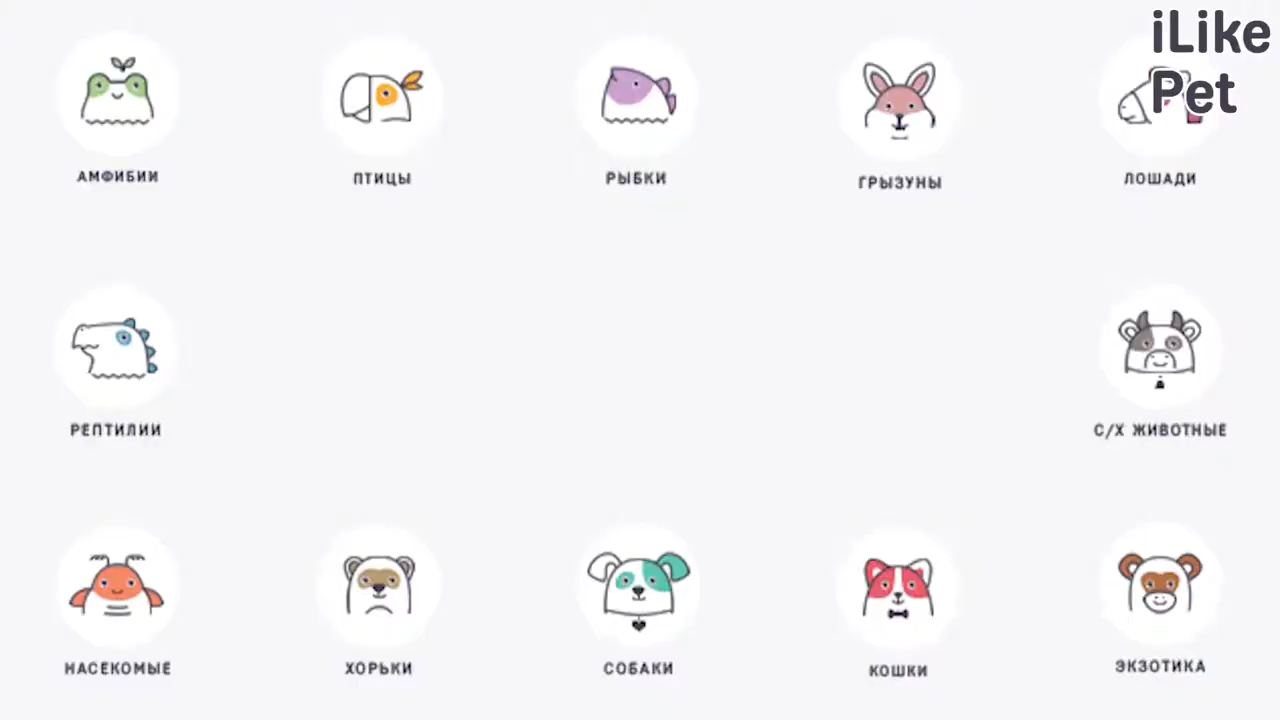 iLike
Pet
АМФИБИИ
ПТИЦЫ
РЫБКИ
ГРЫЗУНЫ
ЛОШАДИ
РЕПТИЛИИ
С/Х ЖИВОТНЫЕ
НАСЕКОМЫЕ
ХОРЬКИ
СОБАКИ
КОШКИ
ЭКЗОТИКА